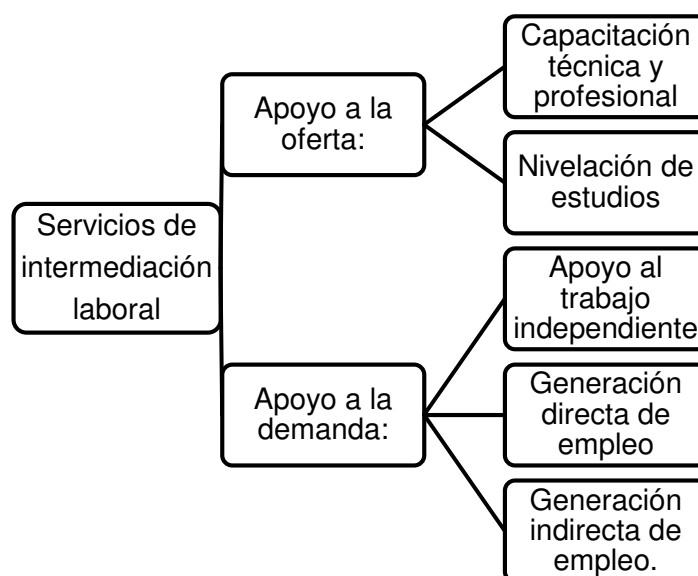 Servicios de
intermediación
laboral
Apoyo a la
oferta:
Capacitación
técnica y
profesional
Nivelación de
estudios
Apoyo a la
demanda:
Apoyo al
trabajo
independiente
Generación
directa de
empleo
Generación
indirecta de
empleo.